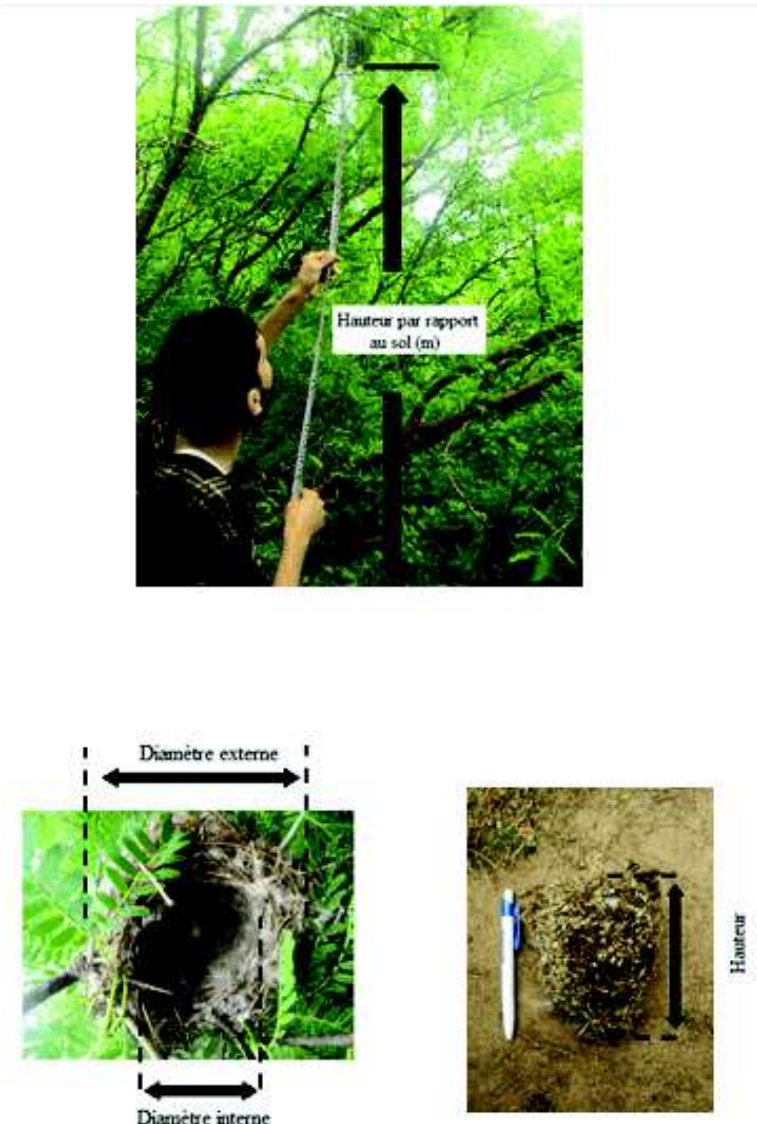 Hauteur par rapport
au sol (m)
Diamètre externe
Hauteur
Diamètre interne